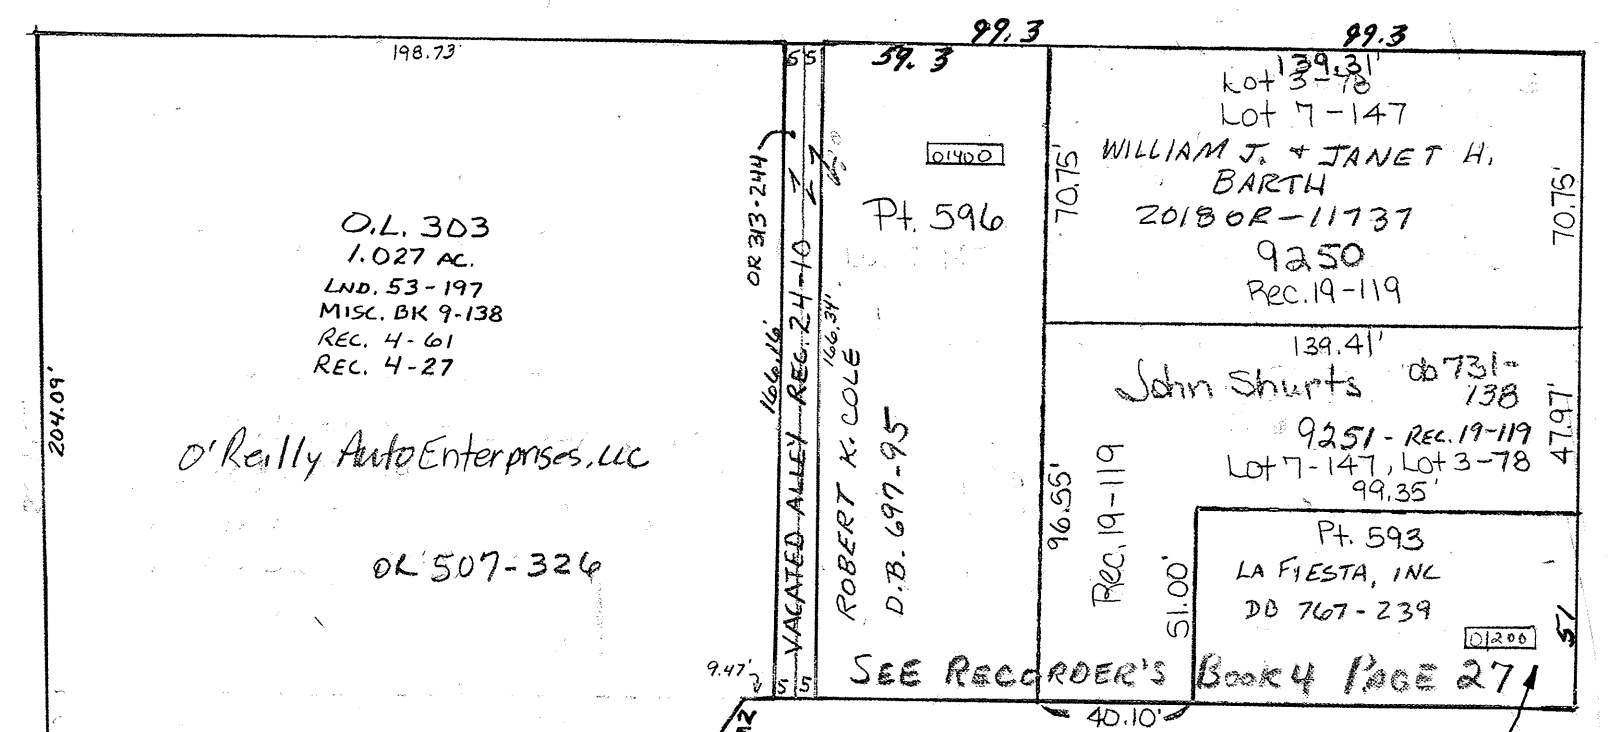 99.3
99.3
198.73'
5 5
59.3
139.31'
Lot 3-78
Lot 7-147
WILLIAM J. + JANET H.
BARTH
2018 OR-11737
9250
Rec. 19-119
70.75'
70.75'
01400
Pt. 596
OR 313-244
O.L. 303
1.027 AC.
LND. 53-197
MISC. BK 9-138
REC. 4-61
REC. 4-27
204.09'
O'Reilly Auto Enterprises, LLC
OR 507-326
166.16'
VACATED ALLEY REC. 24-10
166.34'
ROBERT K. COLE
D.B. 697-95
139.41'
John Shurts
db 731-
138
9251 - REC. 19-119
Lot 7-147, Lot 3-78
99.35'
47.97'
96.55'
Rec. 19-119
51.00'
Pt. 593
LA FIESTA, INC
DB 767-239
01200
51
SEE RECORDER'S BOOK 4 PAGE 27
9.47'
5 5
40.10'